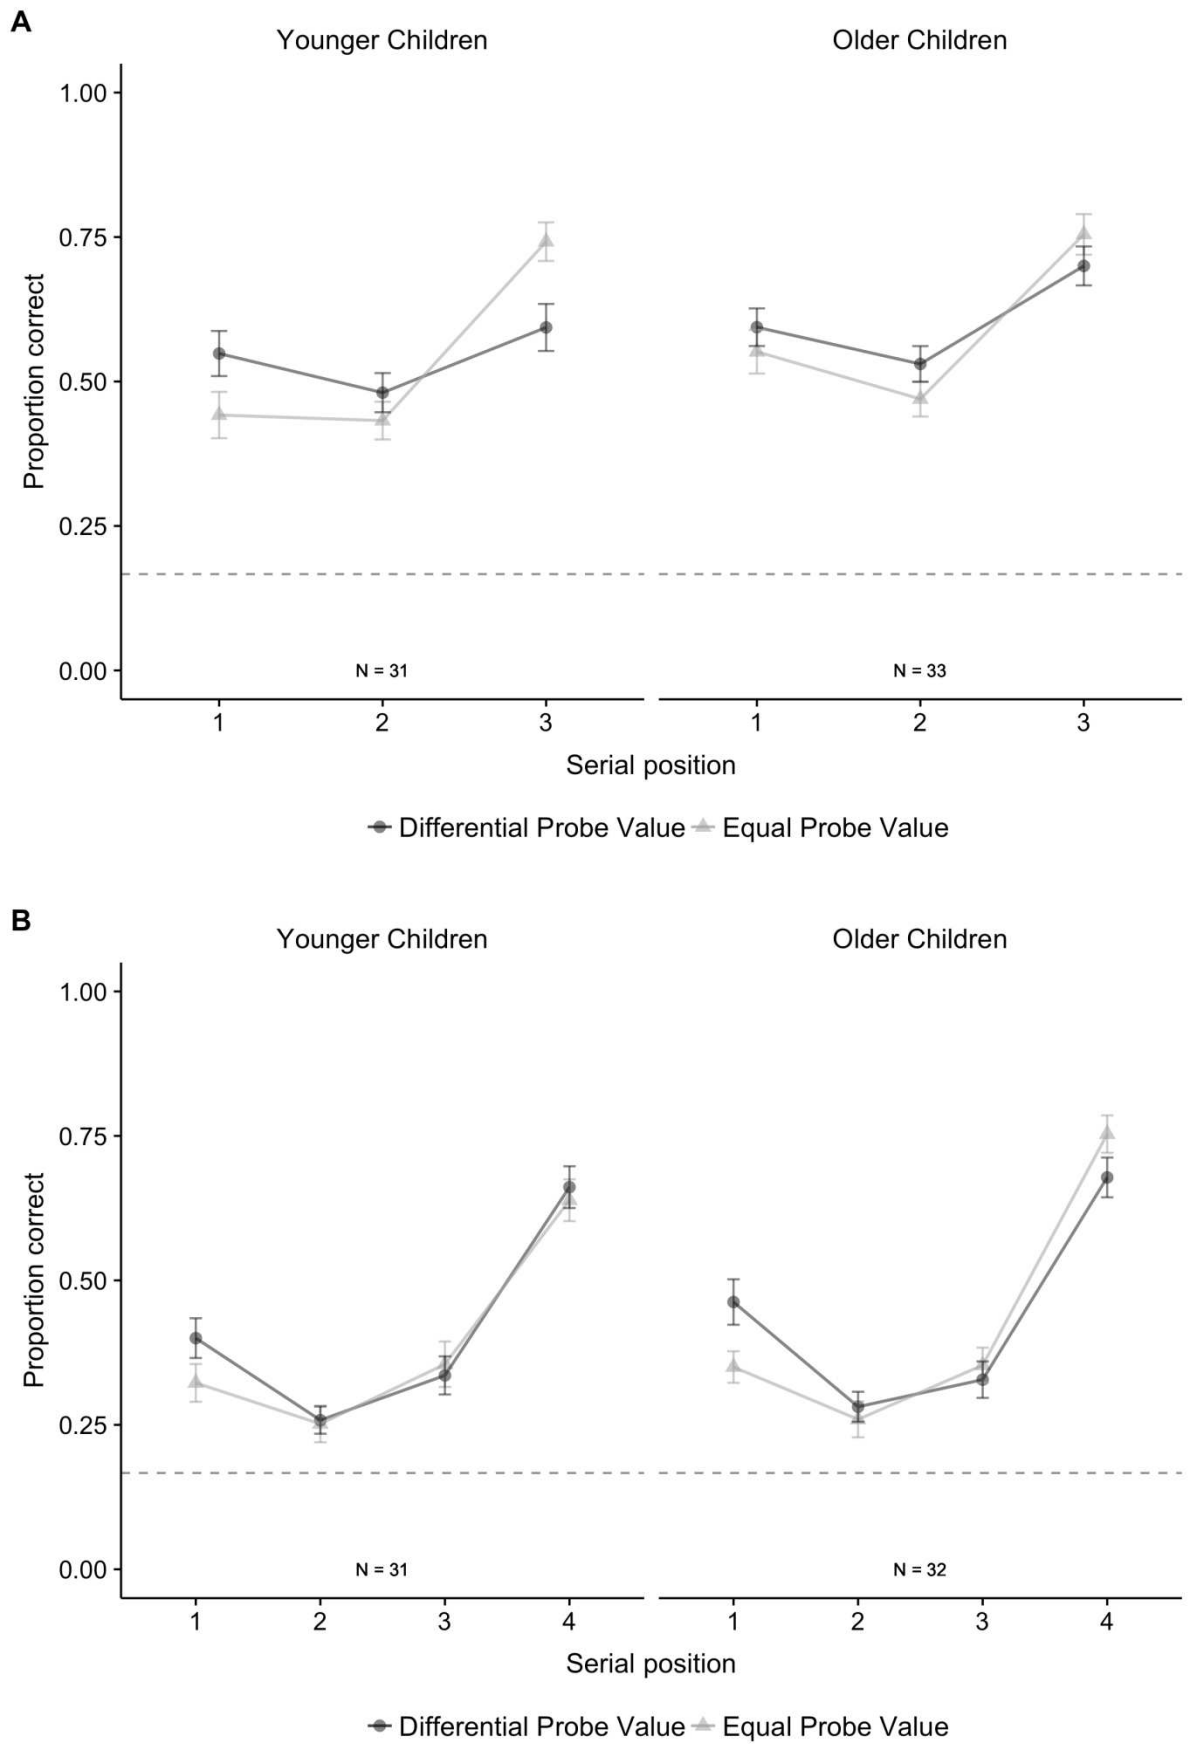 A
Younger Children
Older Children
Proportion correct
1.00
0.75
0.50
0.25
0.00
N = 31
N = 33
1 2 3
1 2 3
Serial position
Differential Probe Value Equal Probe Value
B
Younger Children
Older Children
Proportion correct
1.00
0.75
0.50
0.25
0.00
N = 31
N = 32
1 2 3 4
1 2 3 4
Serial position
Differential Probe Value Equal Probe Value